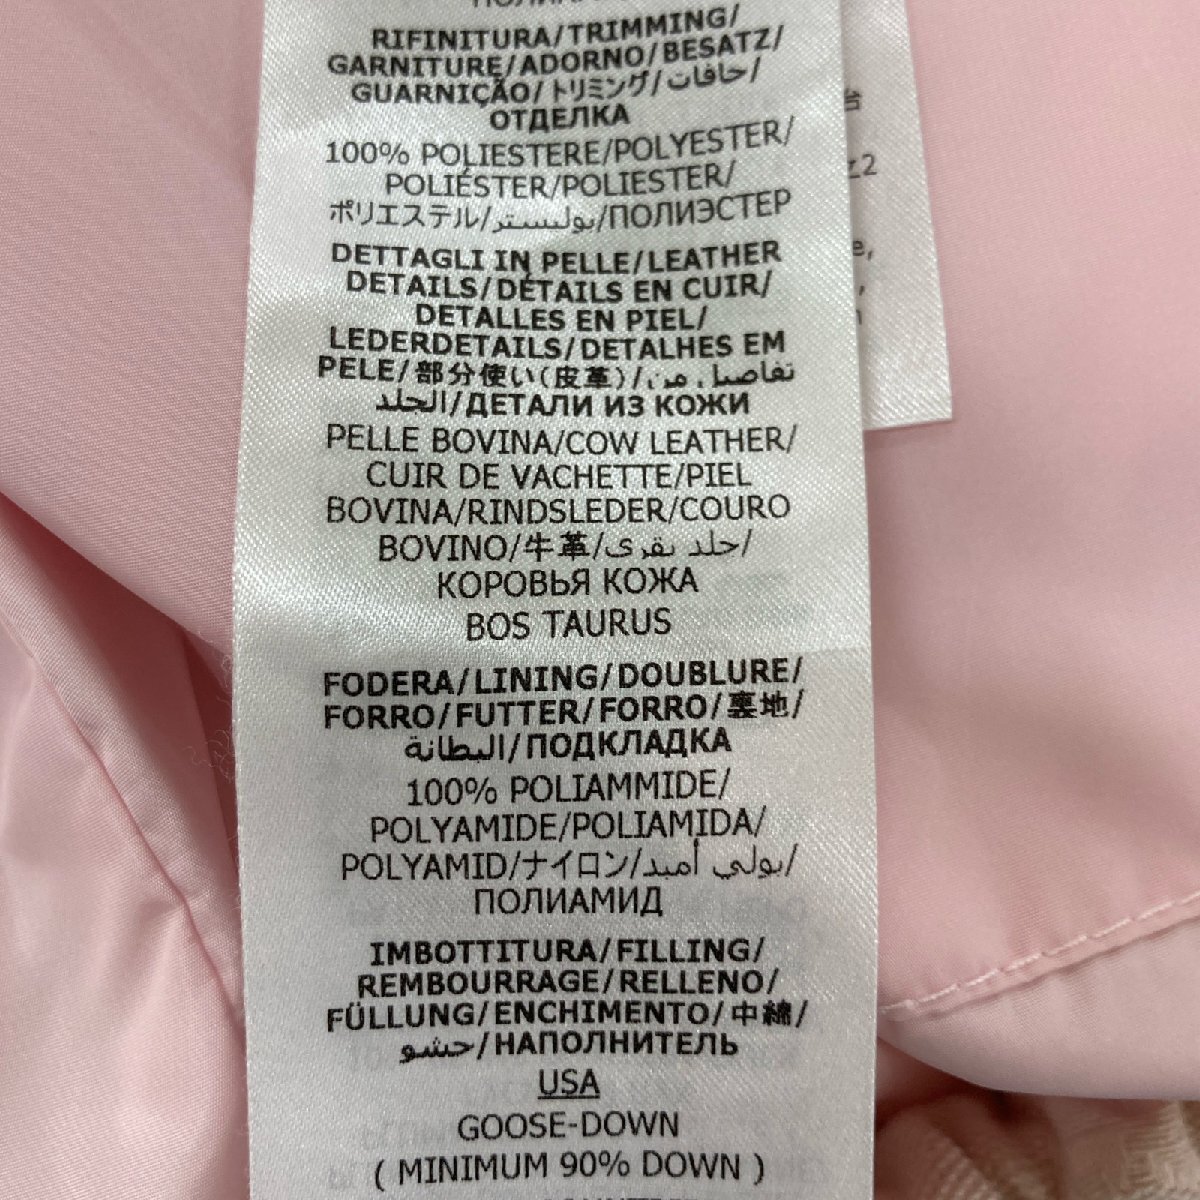 RIFINITURA/TRIMMING/
GARNITURE/ADORNO/BESATZ/
GUARNIÇÃO/トリミング/حافات/
ОТДЕЛКА
100% POLIESTERE/POLYESTER/
POLIÉSTER/POLIESTER/
ポリエステル/بوليستر/ПОЛИЭСТЕР
DETTAGLI IN PELLE/LEATHER
DETAILS/DÉTAILS EN CUIR/
DETALLES EN PIEL/
LEDERDETAILS/DETALHES EM
PELE/部分使い(皮革)/تفاصيل من
الجلد/ДЕТАЛИ ИЗ КОЖИ
PELLE BOVINA/COW LEATHER/
CUIR DE VACHETTE/PIEL
BOVINA/RINDSLEDER/COURO
BOVINO/牛革/جلد بقري/
КОРОВЬЯ КОЖА
BOS TAURUS
FODERA/LINING/DOUBLURE/
FORRO/FUTTER/FORRO/裏地/
البطانة/ПОДКЛАДКА
100% POLIAMMIDE/
POLYAMIDE/POLIAMIDA/
POLYAMID/ナイロン/بولي أميد/
ПОЛИАМИД
IMBOTTITURA/FILLING/
REMBOURRAGE/RELLENO/
FÜLLUNG/ENCHIMENTO/中綿/
حشو/НАПОЛНИТЕЛЬ
USA
GOOSE-DOWN
( MINIMUM 90% DOWN )